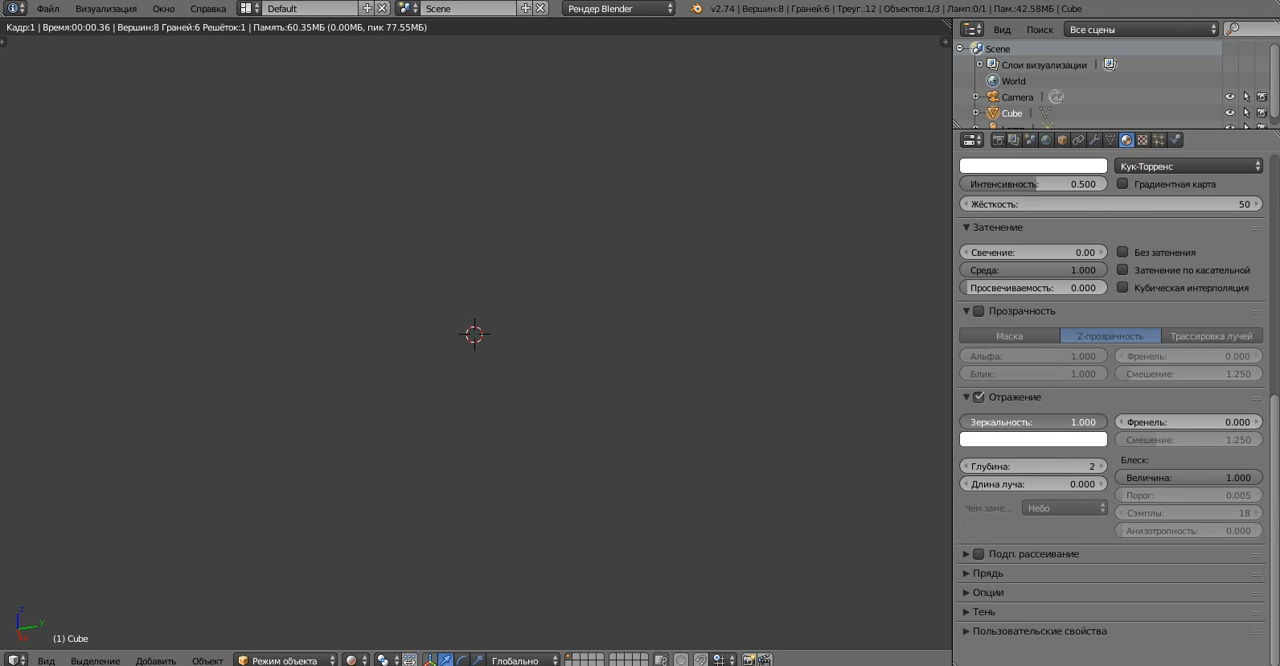 Файл Визуализация Окно Справка Default Scene Рендер Blender v2.74 | Вершин:8 | Граней:6 | Треуг.:12 | Объектов:1/3 | Ламп:0/1 | Пам.:42.58МБ | Cube
Кадр:1 | Время:00:00.36 | Вершин:8 Граней:6 Решёток:1 | Память:60.35МБ (0.00МБ, пик 77.55МБ)
Вид Поиск Все сцены
Scene
Слои визуализации |
World
Camera |
Cube |
Кук-Торренс
Интенсивность: 0.500 Градиентная карта
Жёсткость: 50
Затенение
Свечение: 0.00 Без затенения
Среда: 1.000 Затенение по касательной
Просвечиваемость: 0.000 Кубическая интерполяция
Прозрачность
Маска Z-прозрачность Трассировка лучей
Альфа: 1.000 Френель: 0.000
Блик: 1.000 Смешение: 1.250
Отражение
Зеркальность: 1.000 Френель: 0.000
Смешение: 1.250
Блеск:
Глубина: 2
Величина: 1.000
Длина луча: 0.000
Порог: 0.005
Чем заме... Небо
Сэмплы: 18
Анизотропность: 0.000
Подп. рассеивание
Прядь
Опции
Тень
Пользовательские свойства
z
y
x
(1) Cube
Вид Выделение Добавить Объект Режим объекта Глобально